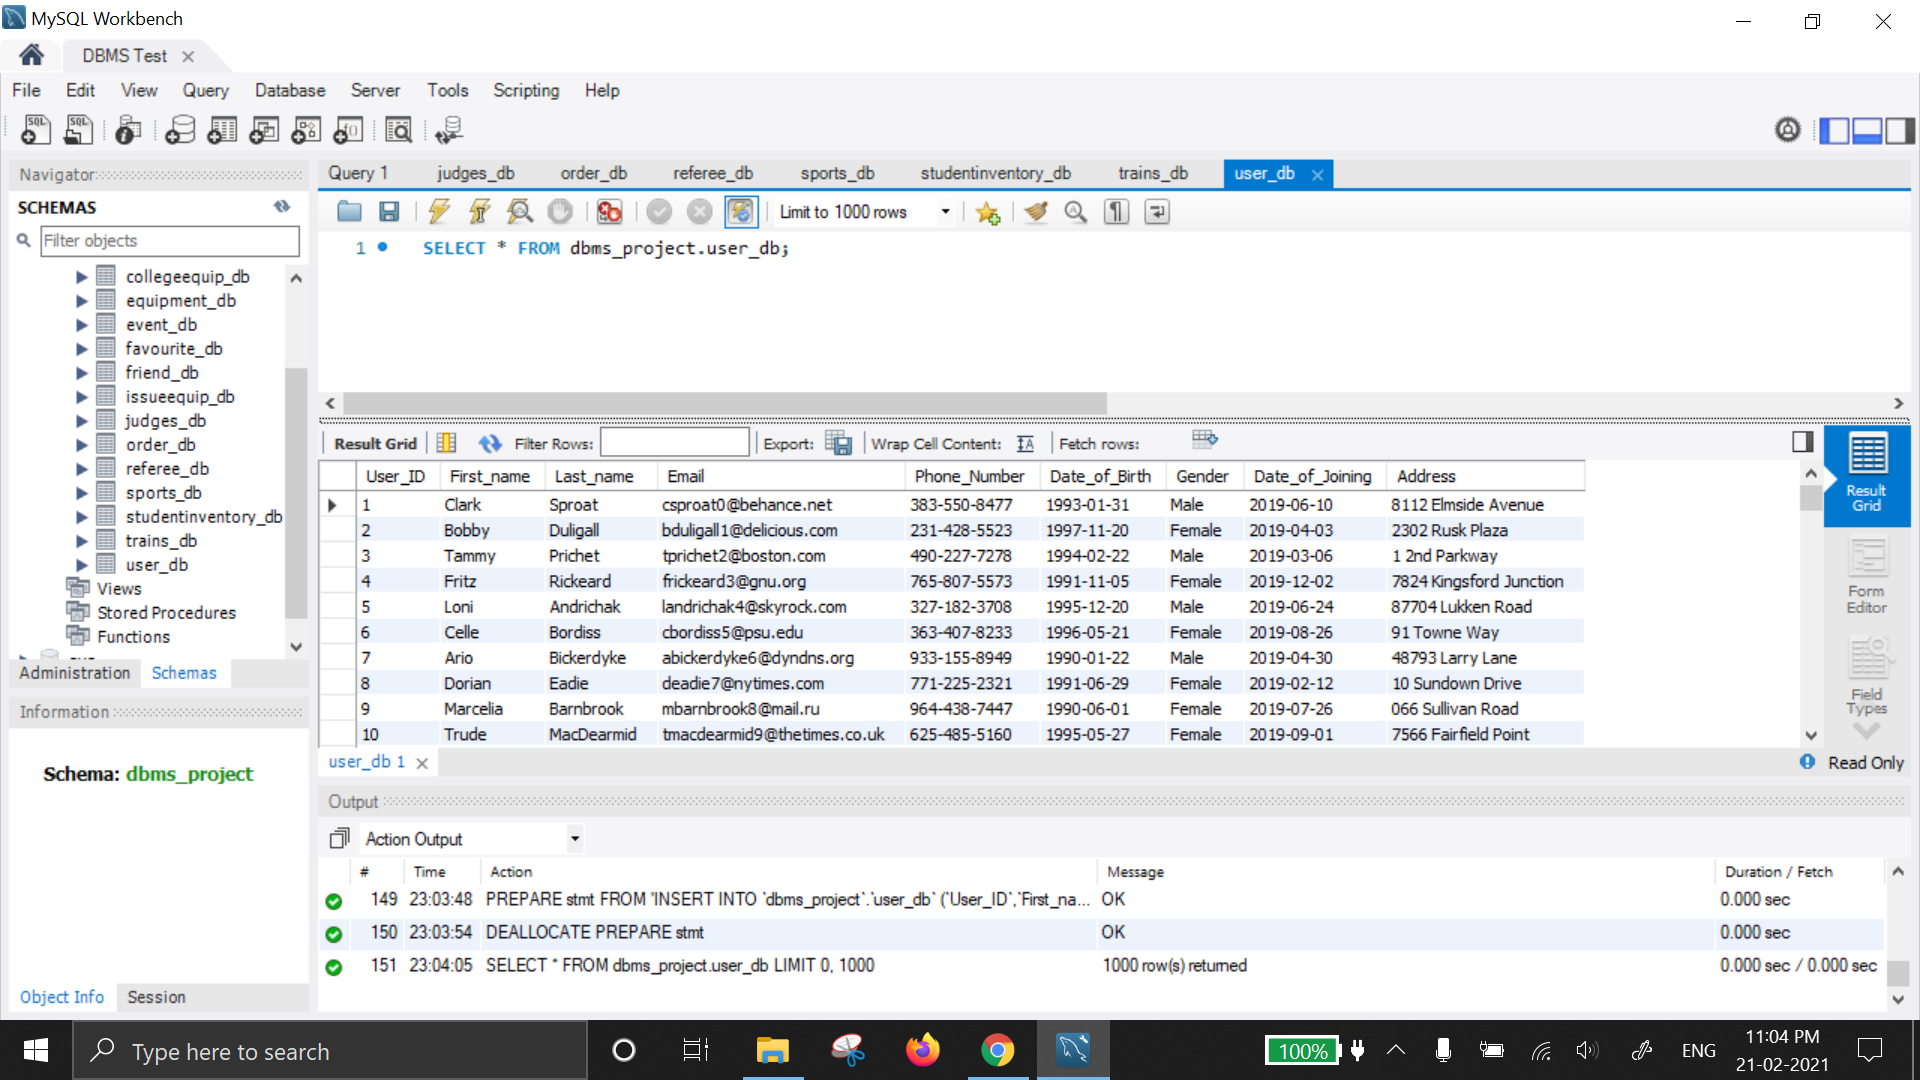 MySQL Workbench
DBMS Test
File Edit View Query Database Server Tools Scripting Help
Navigator
SCHEMAS
Filter objects
collegeequip_db
equipment_db
event_db
favourite_db
friend_db
issueequip_db
judges_db
order_db
referee_db
sports_db
studentinventory_db
trains_db
user_db
Views
Stored Procedures
Functions
Administration Schemas
Information
Schema: dbms_project
Object Info Session
Query 1 judges_db order_db referee_db sports_db studentinventory_db trains_db user_db
Limit to 1000 rows
1 SELECT * FROM dbms_project.user_db;
Result Grid Filter Rows: Export: Wrap Cell Content: Fetch rows:
User_ID First_name Last_name Email Phone_Number Date_of_Birth Gender Date_of_Joining Address
1 Clark Sproat csproat0@behance.net 383-550-8477 1993-01-31 Male 2019-06-10 8112 Elmside Avenue
2 Bobby Duligall bduligall1@delicious.com 231-428-5523 1997-11-20 Female 2019-04-03 2302 Rusk Plaza
3 Tammy Prichet tprichet2@boston.com 490-227-7278 1994-02-22 Male 2019-03-06 1 2nd Parkway
4 Fritz Rickeard frickeard3@gnu.org 765-807-5573 1991-11-05 Female 2019-12-02 7824 Kingsford Junction
5 Loni Andrichak landrichak4@skyrock.com 327-182-3708 1995-12-20 Male 2019-06-24 87704 Lukken Road
6 Celle Bordiss cbordiss5@psu.edu 363-407-8233 1996-05-21 Female 2019-08-26 91 Towne Way
7 Ario Bickerdyke abickerdyke6@dyndns.org 933-155-8949 1990-01-22 Male 2019-04-30 48793 Larry Lane
8 Dorian Eadie deadie7@nytimes.com 771-225-2321 1991-06-29 Female 2019-02-12 10 Sundown Drive
9 Marcelia Barnbrook mbarnbrook8@mail.ru 964-438-7447 1990-06-01 Female 2019-07-26 066 Sullivan Road
10 Trude MacDearmid tmacdearmid9@thetimes.co.uk 625-485-5160 1995-05-27 Female 2019-09-01 7566 Fairfield Point
Result
Grid
Form
Editor
Field
Types
user_db 1
Read Only
Output
Action Output
# Time Action Message Duration / Fetch
149 23:03:48 PREPARE stmt FROM 'INSERT INTO `dbms_project`.`user_db` (`User_ID`,`First_na... OK 0.000 sec
150 23:03:54 DEALLOCATE PREPARE stmt OK 0.000 sec
151 23:04:05 SELECT * FROM dbms_project.user_db LIMIT 0, 1000 1000 row(s) returned 0.000 sec / 0.000 sec
Type here to search
100%
ENG
11:04 PM
21-02-2021